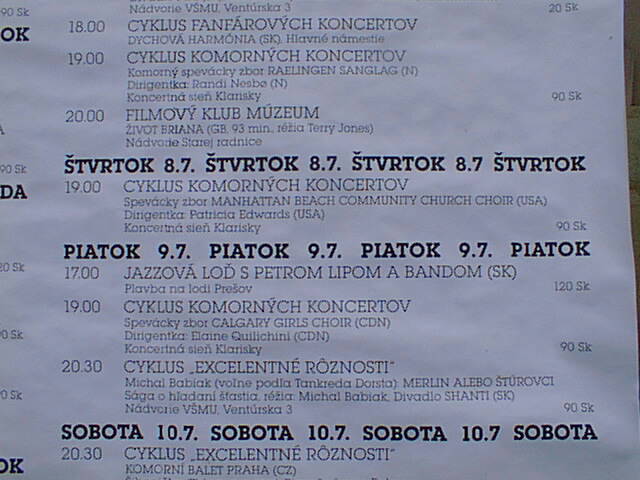 Nádvorie VŠMU, Ventúrska 3 20 Sk
18.00 CYKLUS FANFÁROVÝCH KONCERTOV
DYCHOVÁ HARMÓNIA (SK), Hlavné námestie
19.00 CYKLUS KOMORNÝCH KONCERTOV
Komorný spevácky zbor RAELINGEN SANGLAG (N)
Dirigentka: Randi Nesbø (N)
Koncertná sieň Klarisky 90 Sk
20.00 FILMOVÝ KLUB MÚZEUM
ŽIVOT BRIANA (GB, 93 min., réžia Terry Jones)
Nádvorie Starej radnice
ŠTVRTOK 8.7. ŠTVRTOK 8.7. ŠTVRTOK 8.7 ŠTVRTOK
19.00 CYKLUS KOMORNÝCH KONCERTOV
Spevácky zbor MANHATTAN BEACH COMMUNITY CHURCH CHOIR (USA)
Dirigentka: Patricia Edwards (USA)
Koncertná sieň Klarisky 90 Sk
PIATOK 9.7. PIATOK 9.7. PIATOK 9.7. PIATOK
17.00 JAZZOVÁ LOĎ S PETROM LIPOM A BANDOM (SK)
Plavba na lodi Prešov 120 Sk
19.00 CYKLUS KOMORNÝCH KONCERTOV
Spevácky zbor CALGARY GIRLS CHOIR (CDN)
Dirigentka: Elaine Quilichini (CDN)
Koncertná sieň Klarisky 90 Sk
20.30 CYKLUS „EXCELENTNÉ RÔZNOSTI“
Michal Babiak (voľne podľa Tankreda Dorsta): MERLIN ALEBO ŠTÚROVCI
Sága o hľadaní šťastia, réžia: Michal Babiak, Divadlo SHANTI (SK)
Nádvorie VŠMU, Ventúrska 3 90 Sk
SOBOTA 10.7. SOBOTA 10.7. SOBOTA 10.7 SOBOTA
20.30 CYKLUS „EXCELENTNÉ RÔZNOSTI“
KOMORNÝ BALET PRAHA (CZ)